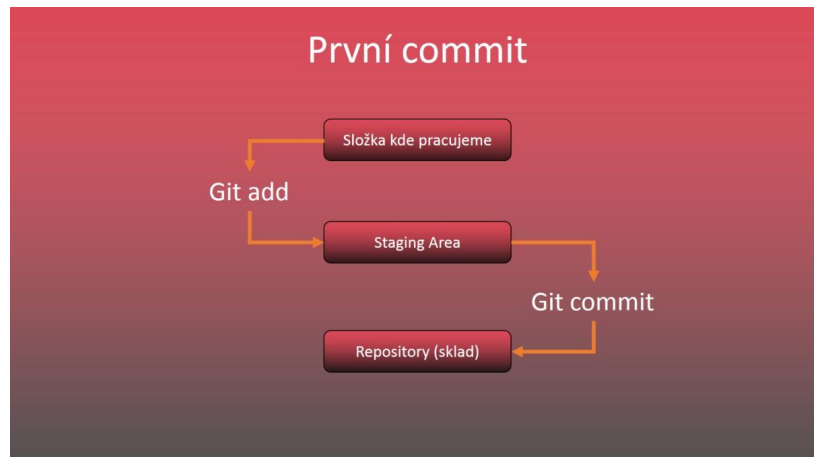 První commit
Složka kde pracujeme
Git add
Staging Area
Git commit
Repository (sklad)